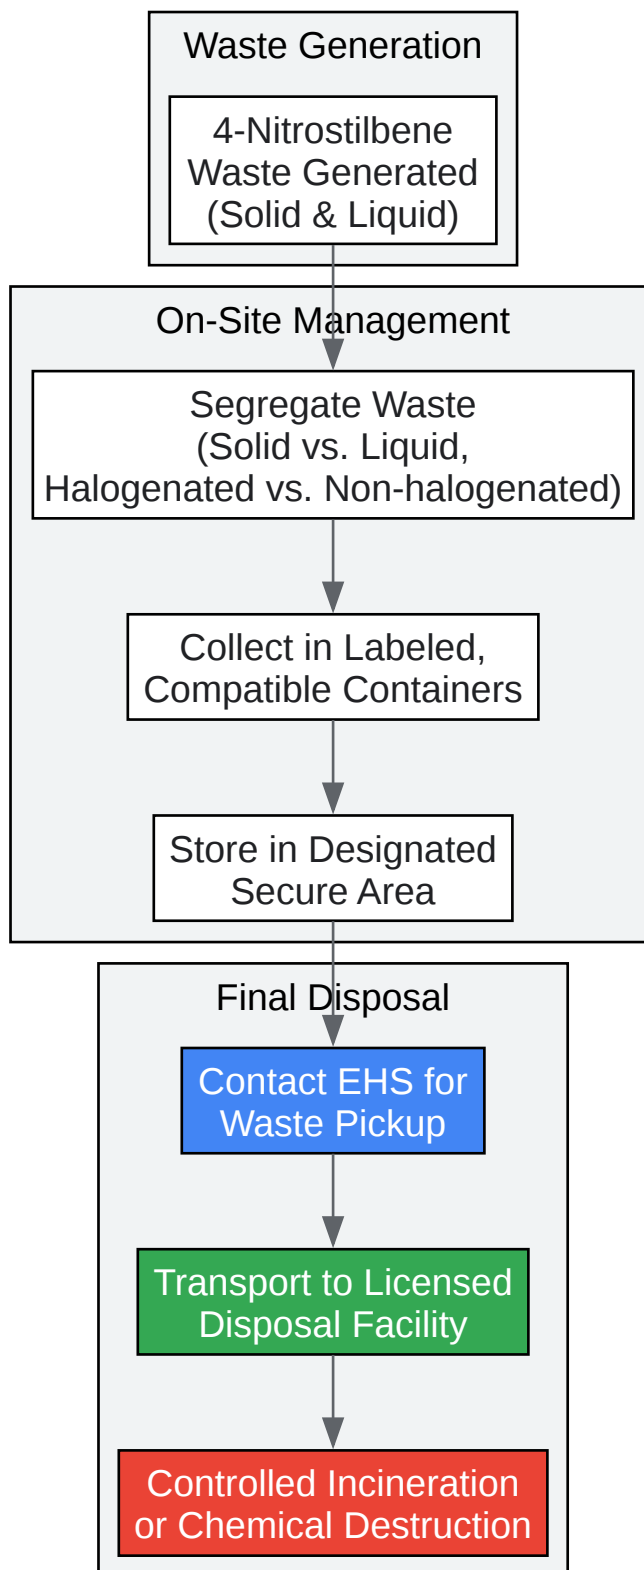 Waste Generation
4-Nitrostilbene
Waste Generated
(Solid & Liquid)
On-Site Management
Segregate Waste
(Solid vs. Liquid,
Halogenated vs. Non-halogenated)
Collect in Labeled,
Compatible Containers
Store in Designated
Secure Area
Final Disposal
Contact EHS for
Waste Pickup
Transport to Licensed
Disposal Facility
Controlled Incineration
or Chemical Destruction